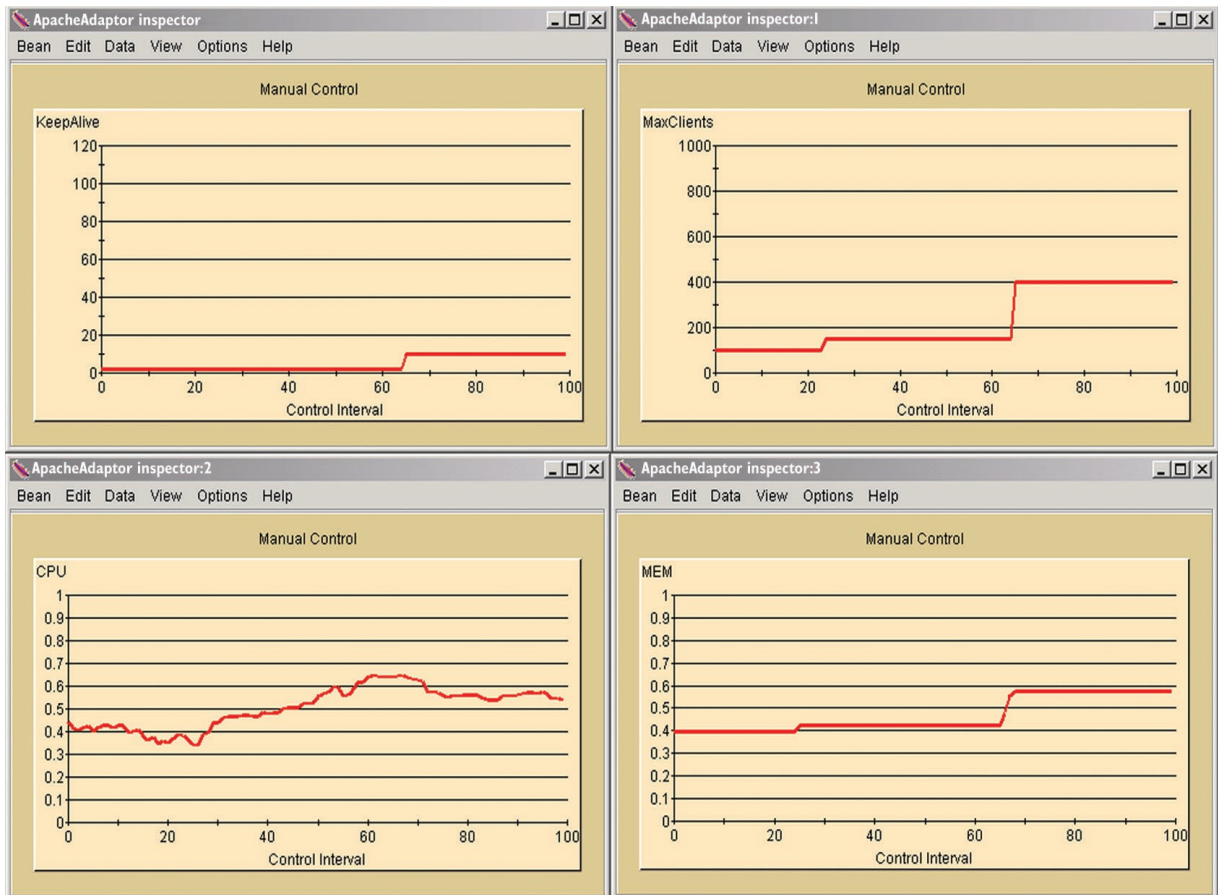 ApacheAdaptor inspector
Bean Edit Data View Options Help
Manual Control
KeepAlive
120
100
80
60
40
20
0
0 20 40 60 80 100
Control Interval
ApacheAdaptor inspector:1
Bean Edit Data View Options Help
Manual Control
MaxClients
1000
800
600
400
200
0
0 20 40 60 80 100
Control Interval
ApacheAdaptor inspector:2
Bean Edit Data View Options Help
Manual Control
CPU
1
0.9
0.8
0.7
0.6
0.5
0.4
0.3
0.2
0.1
0
0 20 40 60 80 100
Control Interval
ApacheAdaptor inspector:3
Bean Edit Data View Options Help
Manual Control
MEM
1
0.9
0.8
0.7
0.6
0.5
0.4
0.3
0.2
0.1
0
0 20 40 60 80 100
Control Interval